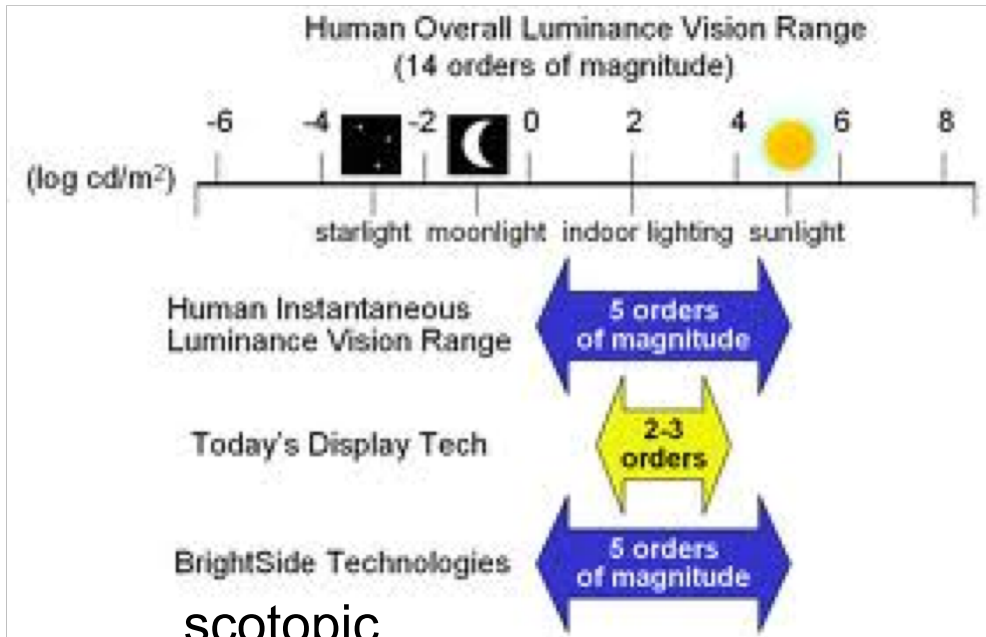 Human Overall Luminance Vision Range
(14 orders of magnitude)
-6 -4 -2 0 2 4 6 8
(log cd/m²)
starlight moonlight indoor lighting sunlight
Human Instantaneous
Luminance Vision Range
5 orders
of magnitude
Today's Display Tech
2-3
orders
BrightSide Technologies
5 orders
of magnitude
scotopic